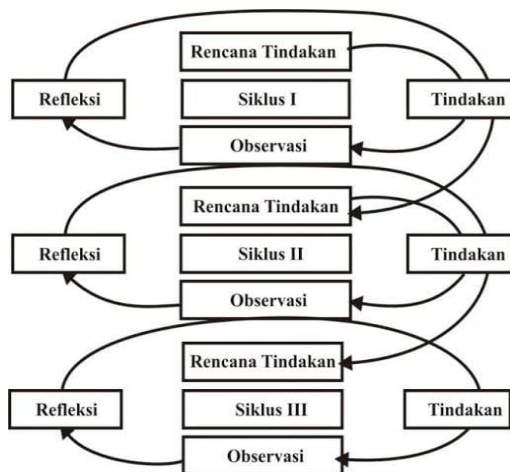 Rencana Tindakan
Refleksi
Siklus I
Tindakan
Observasi
Rencana Tindakan
Refleksi
Siklus II
Tindakan
Observasi
Rencana Tindakan
Refleksi
Siklus III
Tindakan
Observasi